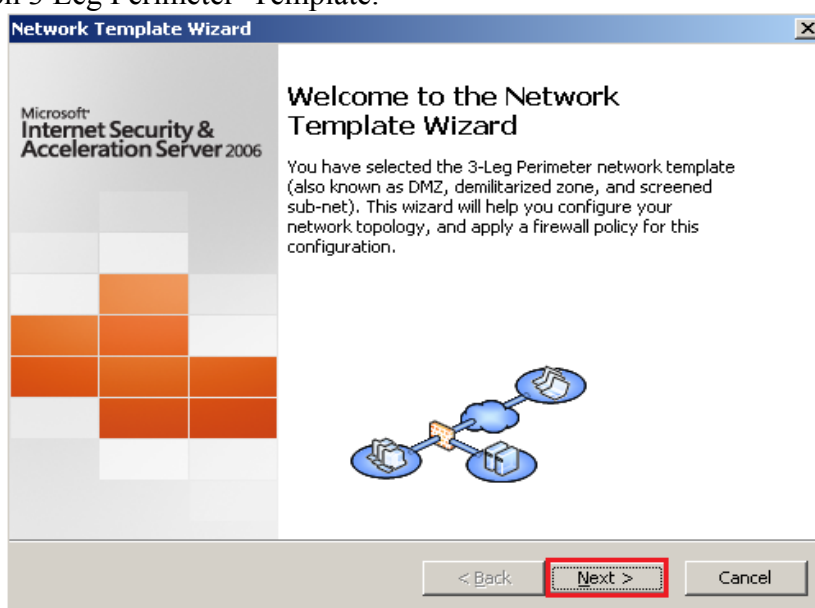 on 3-Leg Perimeter Template.
Network Template Wizard
Microsoft
Internet Security &
Acceleration Server 2006
Welcome to the Network
Template Wizard
You have selected the 3-Leg Perimeter network template
(also known as DMZ, demilitarized zone, and screened
sub-net). This wizard will help you configure your
network topology, and apply a firewall policy for this
configuration.
< Back
Next >
Cancel